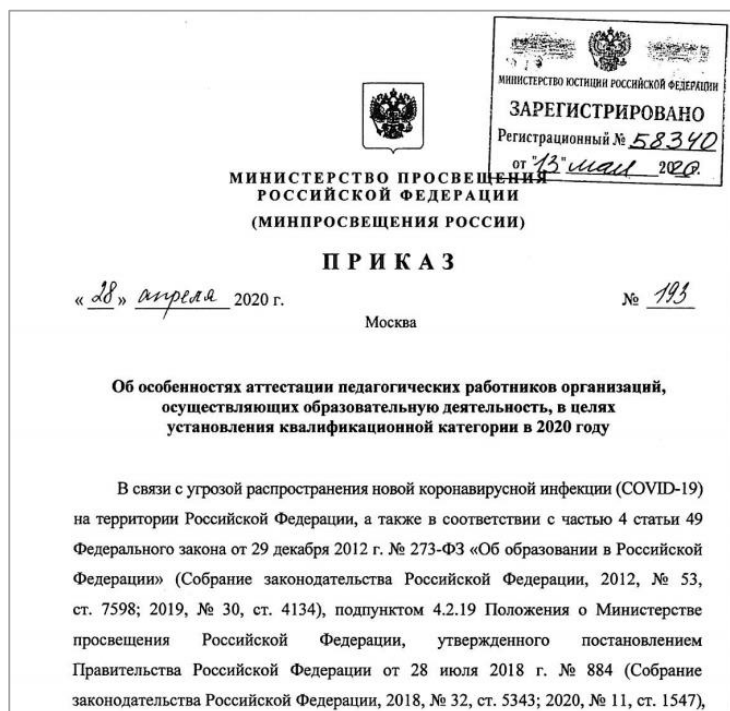 МИНИСТЕРСТВО ЮСТИЦИИ РОССИЙСКОЙ ФЕДЕРАЦИИ
ЗАРЕГИСТРИРОВАНО
Регистрационный № 58340
от "13" мая 2020.
МИНИСТЕРСТВО ПРОСВЕЩЕНИЯ
РОССИЙСКОЙ ФЕДЕРАЦИИ
(МИНПРОСВЕЩЕНИЯ РОССИИ)
ПРИКАЗ
« 28 » апреля 2020 г.
№ 193
Москва
Об особенностях аттестации педагогических работников организаций,
осуществляющих образовательную деятельность, в целях
установления квалификационной категории в 2020 году
В связи с угрозой распространения новой коронавирусной инфекции (COVID-19)
на территории Российской Федерации, а также в соответствии с частью 4 статьи 49
Федерального закона от 29 декабря 2012 г. № 273-ФЗ «Об образовании в Российской
Федерации» (Собрание законодательства Российской Федерации, 2012, № 53,
ст. 7598; 2019, № 30, ст. 4134), подпунктом 4.2.19 Положения о Министерстве
просвещения Российской Федерации, утвержденного постановлением
Правительства Российской Федерации от 28 июля 2018 г. № 884 (Собрание
законодательства Российской Федерации, 2018, № 32, ст. 5343; 2020, № 11, ст. 1547),